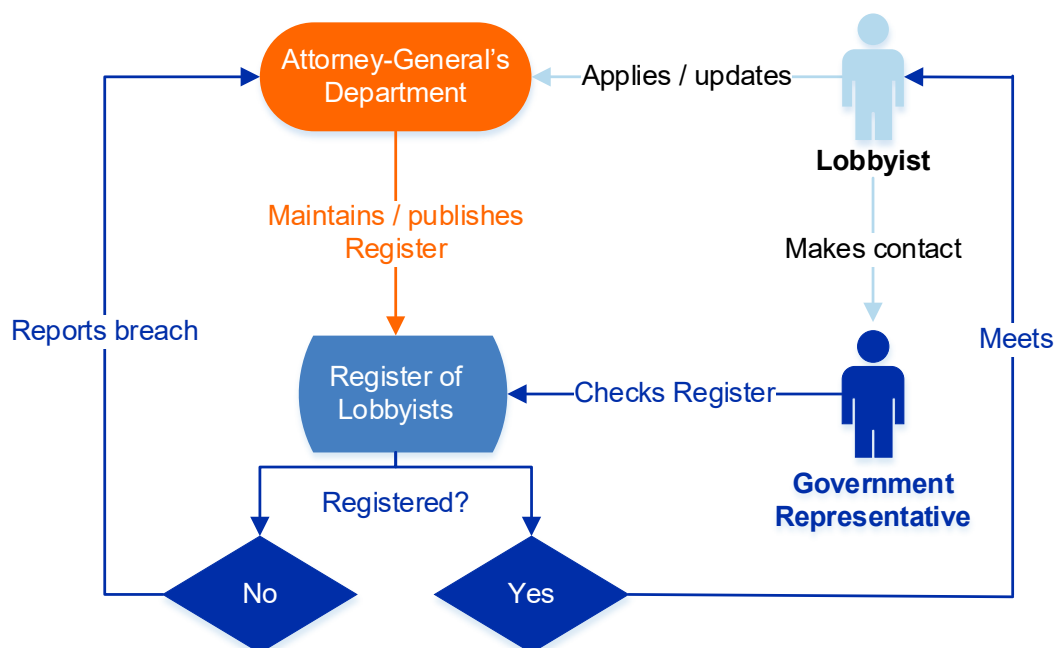 Attorney-General’s
Department
Applies / updates
Lobbyist
Maintains / publishes
Register
Makes contact
Reports breach
Meets
Register of
Lobbyists
Checks Register
Government
Representative
Registered?
No
Yes